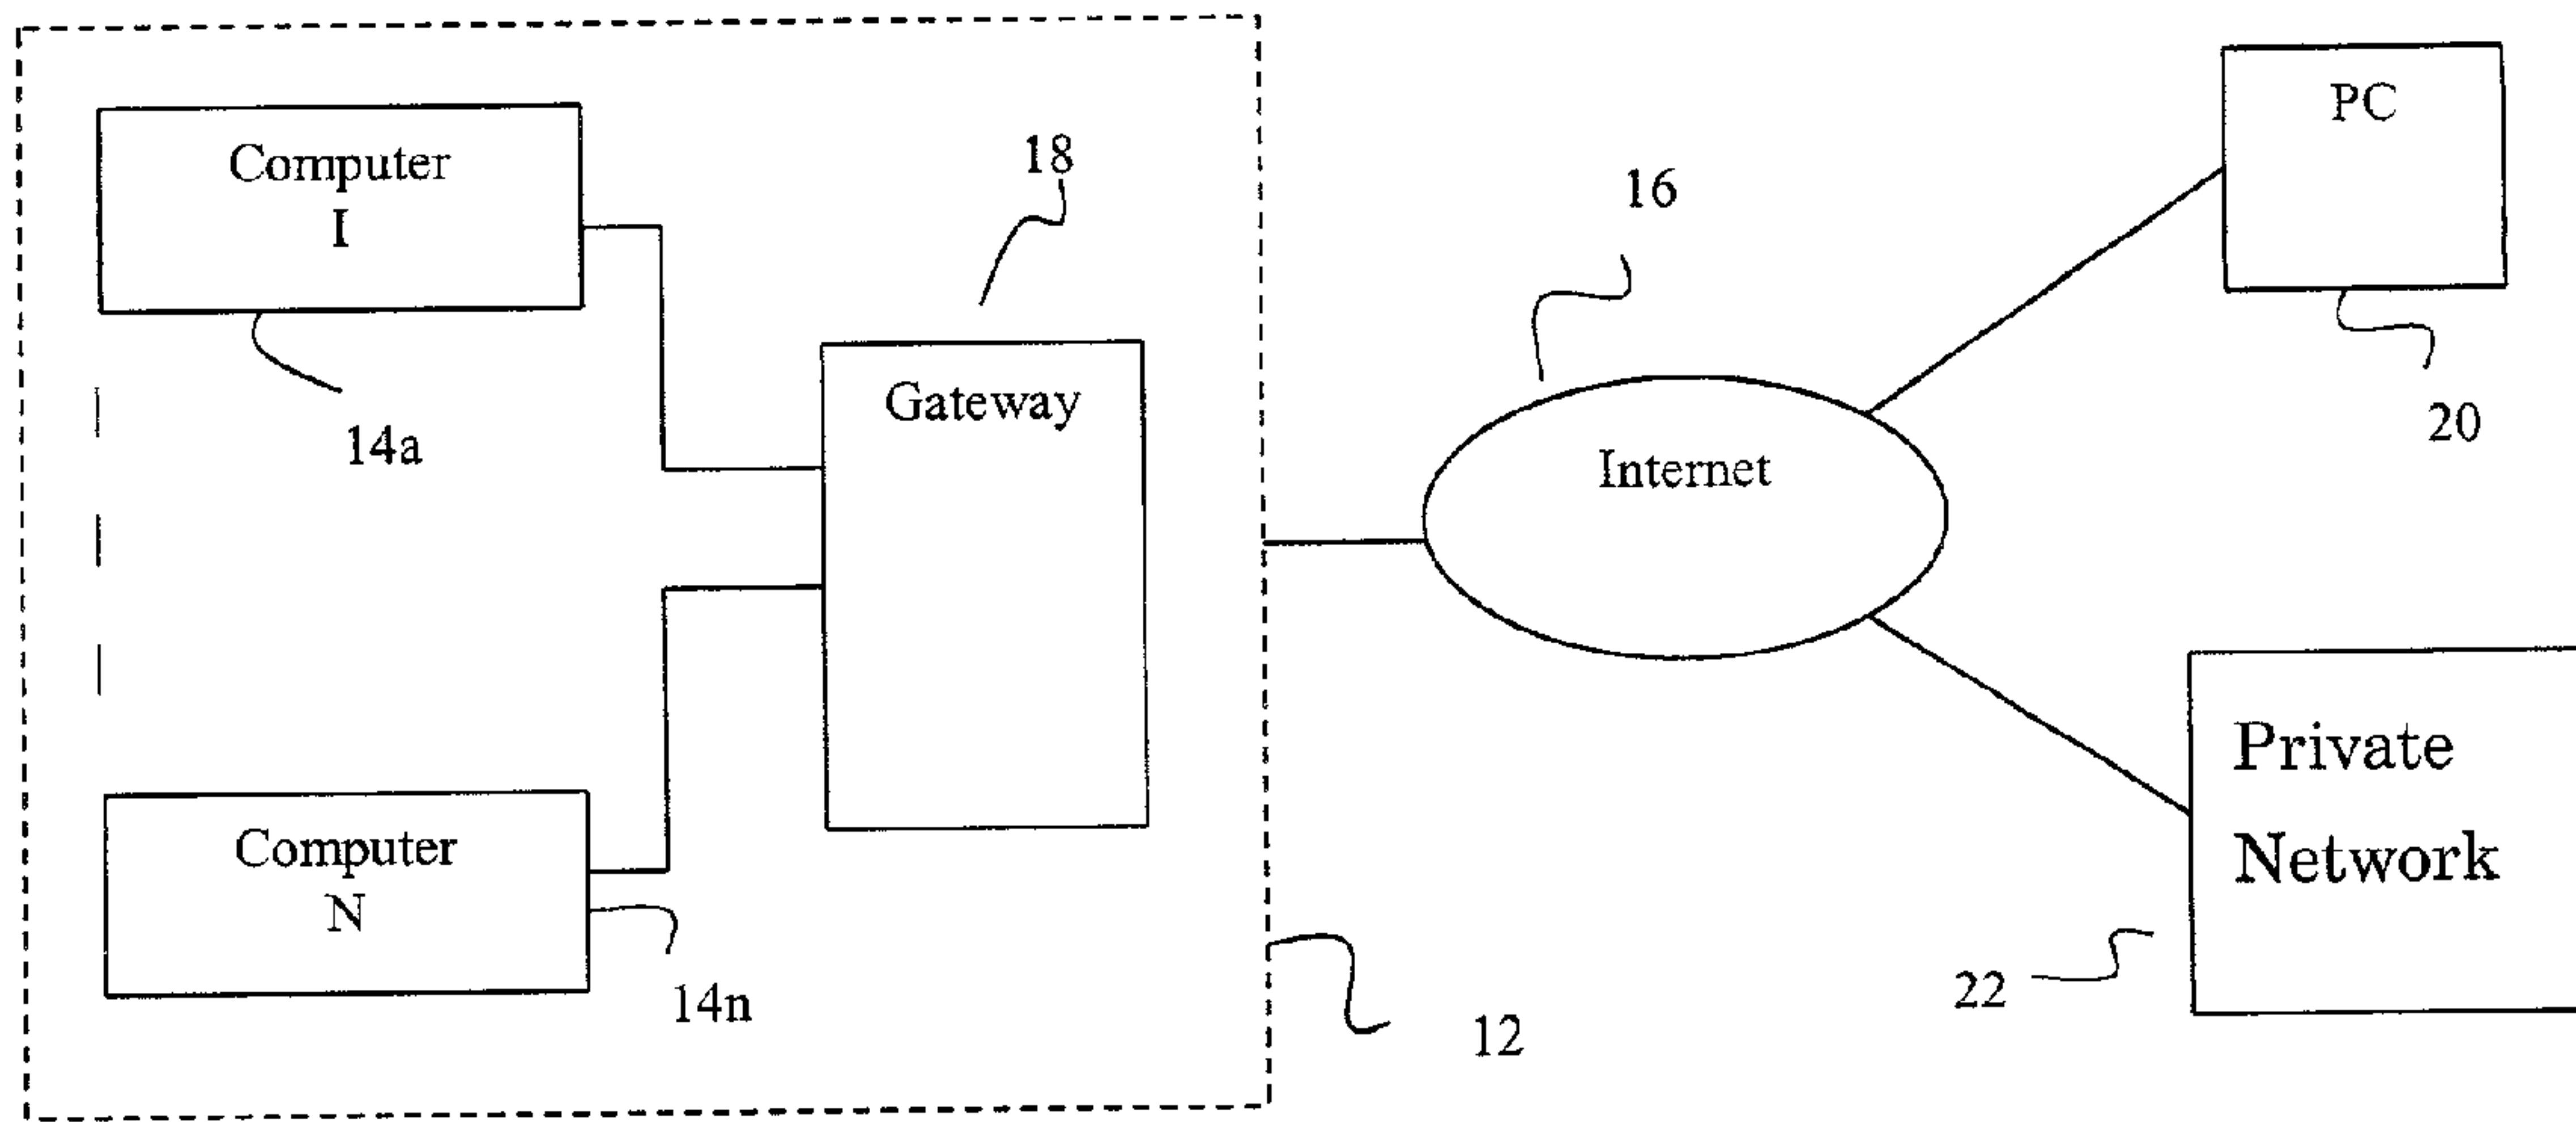 Computer
I
14a
18
Gateway
Computer
N
14n
12
16
Internet
PC
20
Private
Network
22